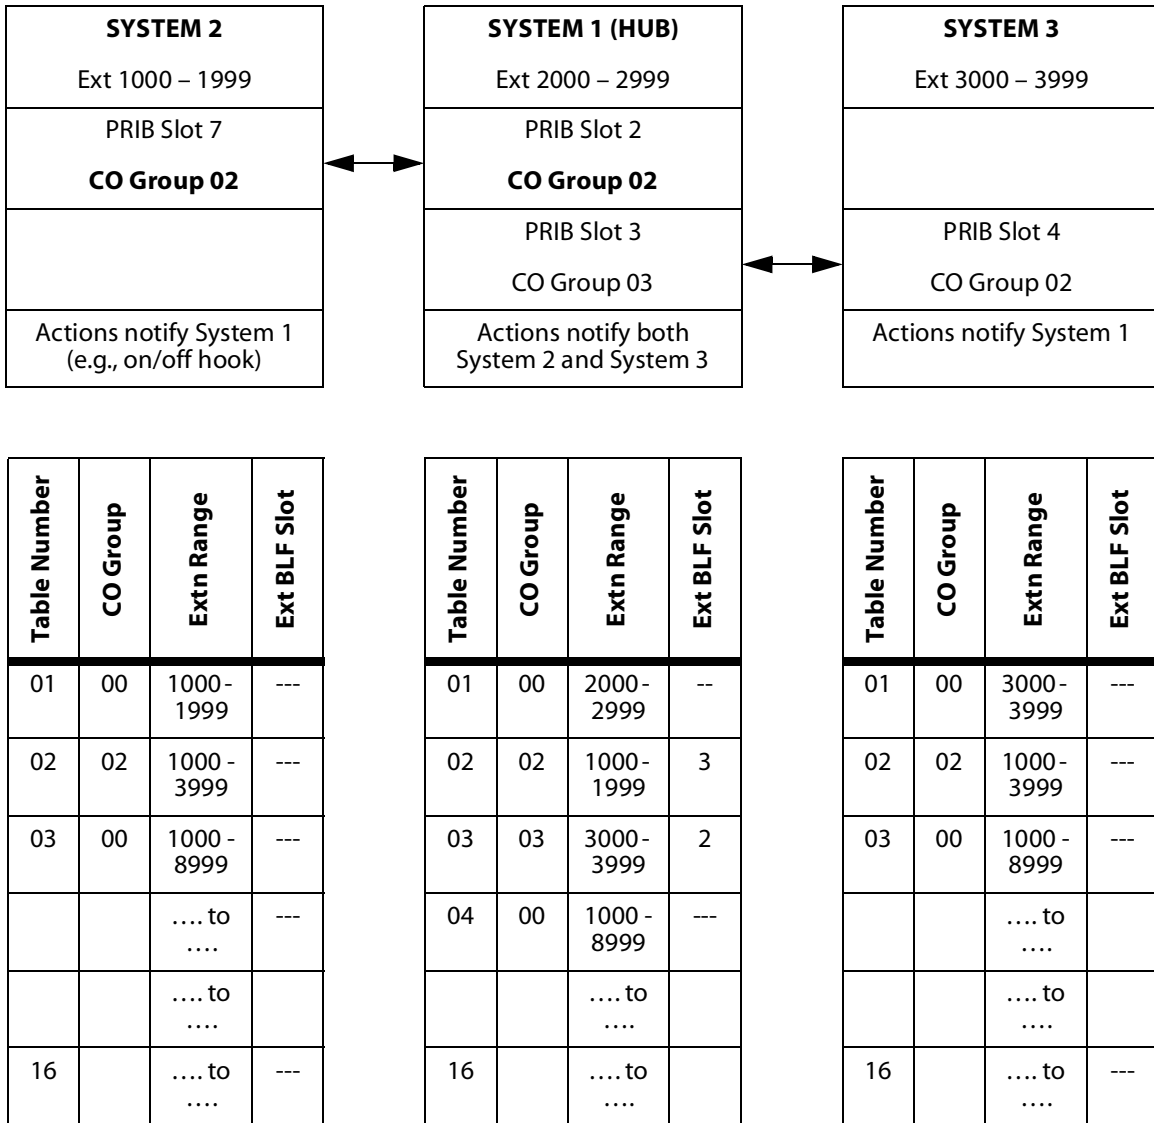 SYSTEM 2
Ext 1000 – 1999
PRIB Slot 7
CO Group 02
Actions notify System 1
(e.g., on/off hook)
SYSTEM 1 (HUB)
Ext 2000 – 2999
PRIB Slot 2
CO Group 02
PRIB Slot 3
CO Group 03
Actions notify both
System 2 and System 3
SYSTEM 3
Ext 3000 – 3999
PRIB Slot 4
CO Group 02
Actions notify System 1
Table Number
CO Group
Extn Range
Ext BLF Slot
01 00 1000- ---
1999
02 02 1000 - ---
3999
03 00 1000 - ---
8999
.... to ---
....
.... to
....
16 .... to ---
....
Table Number
CO Group
Extn Range
Ext BLF Slot
01 00 2000- --
2999
02 02 1000- 3
1999
03 03 3000- 2
3999
04 00 1000 - ---
8999
.... to
....
16 .... to
....
Table Number
CO Group
Extn Range
Ext BLF Slot
01 00 3000- ---
3999
02 02 1000- ---
3999
03 00 1000 - ---
8999
.... to
....
.... to
....
16 .... to ---
....